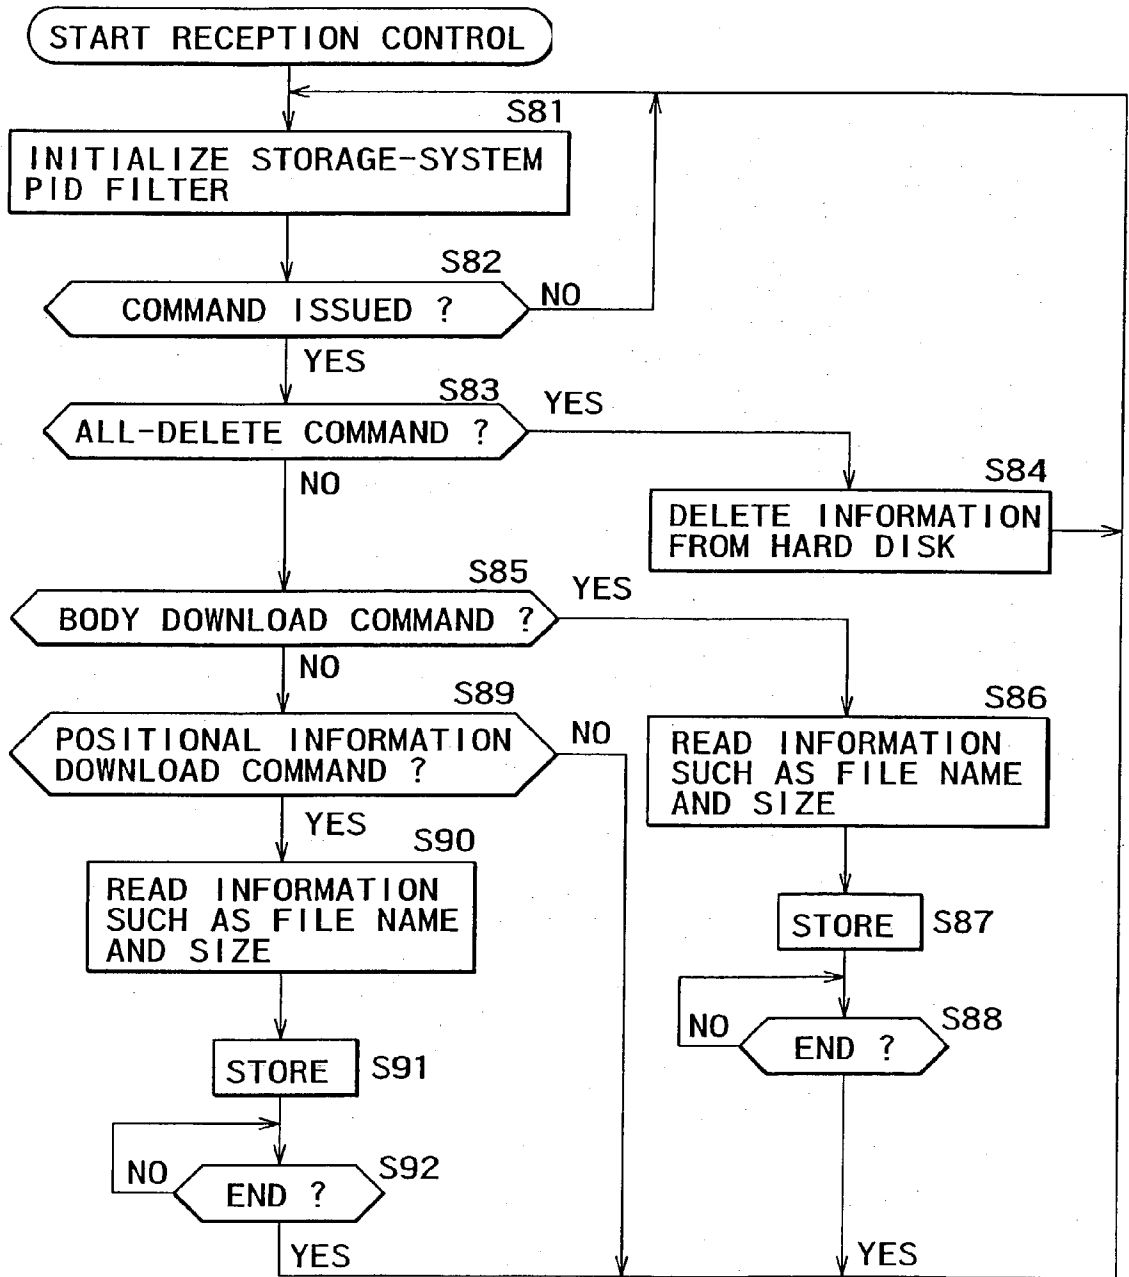 START RECEPTION CONTROL
S81
INITIALIZE STORAGE-SYSTEM
PID FILTER
S82
COMMAND ISSUED ?
NO
YES
S83
ALL-DELETE COMMAND ?
YES
NO
S84
DELETE INFORMATION
FROM HARD DISK
S85
BODY DOWNLOAD COMMAND ?
YES
NO
S89
POSITIONAL INFORMATION
DOWNLOAD COMMAND ?
NO
YES
S86
READ INFORMATION
SUCH AS FILE NAME
AND SIZE
S90
READ INFORMATION
SUCH AS FILE NAME
AND SIZE
STORE
S87
NO
S88
END ?
STORE
S91
NO
S92
END ?
YES
YES